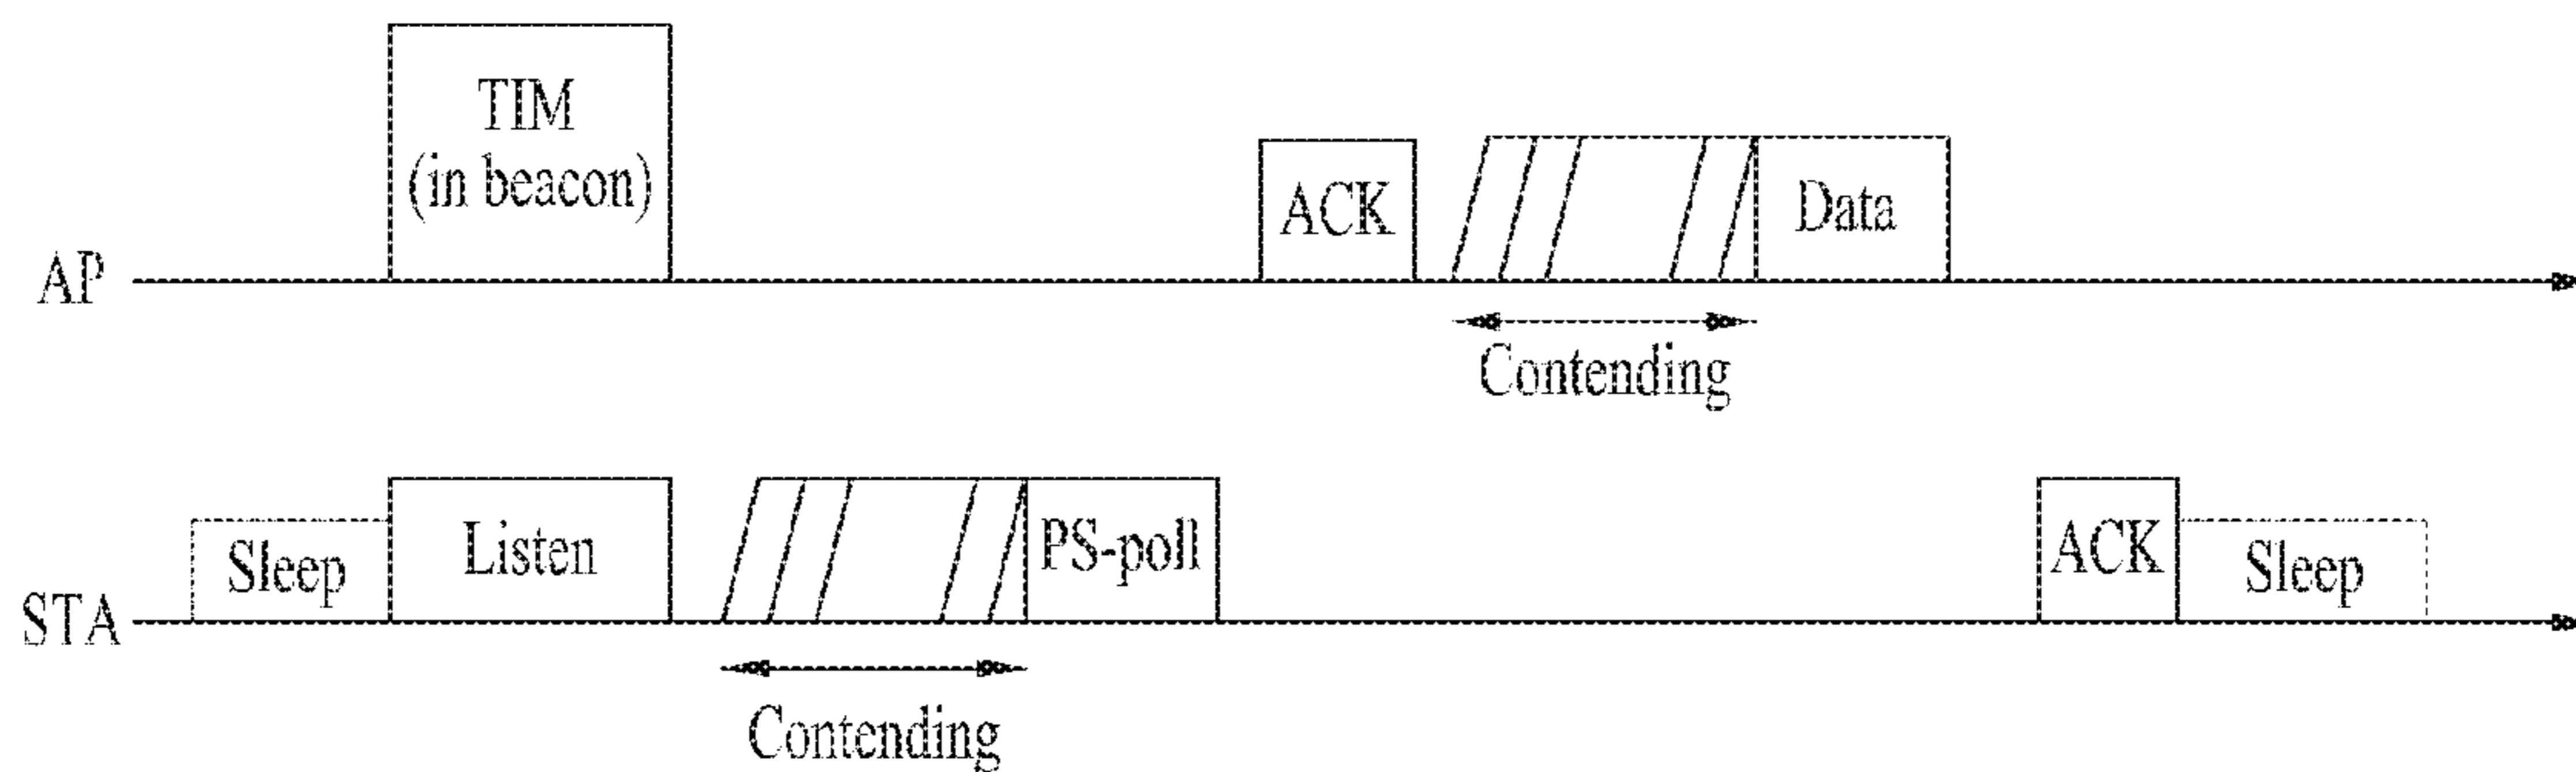 TIM
(in beacon)
ACK
Data
AP
Contending
Sleep
Listen
PS-poll
ACK
Sleep
STA
Contending